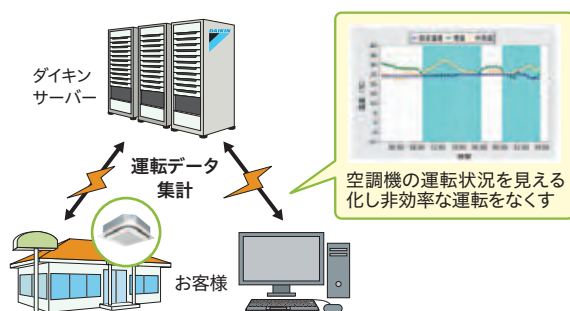 DAIKIN
ダイキン
サーバー
運転データ
集計
お客様
空調機の運転状況を見える
化し非効率な運転をなくす